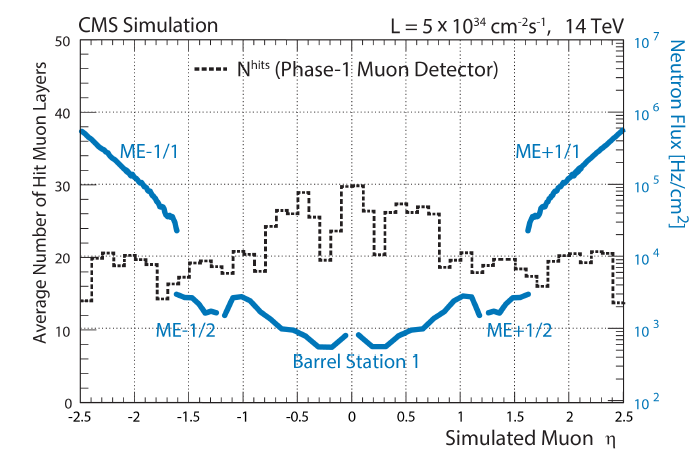 CMS Simulation
L = 5 x 10³⁴ cm⁻²s⁻¹, 14 TeV
50
40
30
20
10
0
Average Number of Hit Muon Layers
Nʰⁱᵗˢ (Phase-1 Muon Detector)
ME-1/1
ME+1/1
ME-1/2
ME+1/2
Barrel Station 1
10⁷
10⁶
10⁵
10⁴
10³
10²
Neutron Flux [Hz/cm²]
-2.5 -2 -1.5 -1 -0.5 0 0.5 1 1.5 2 2.5
Simulated Muon η